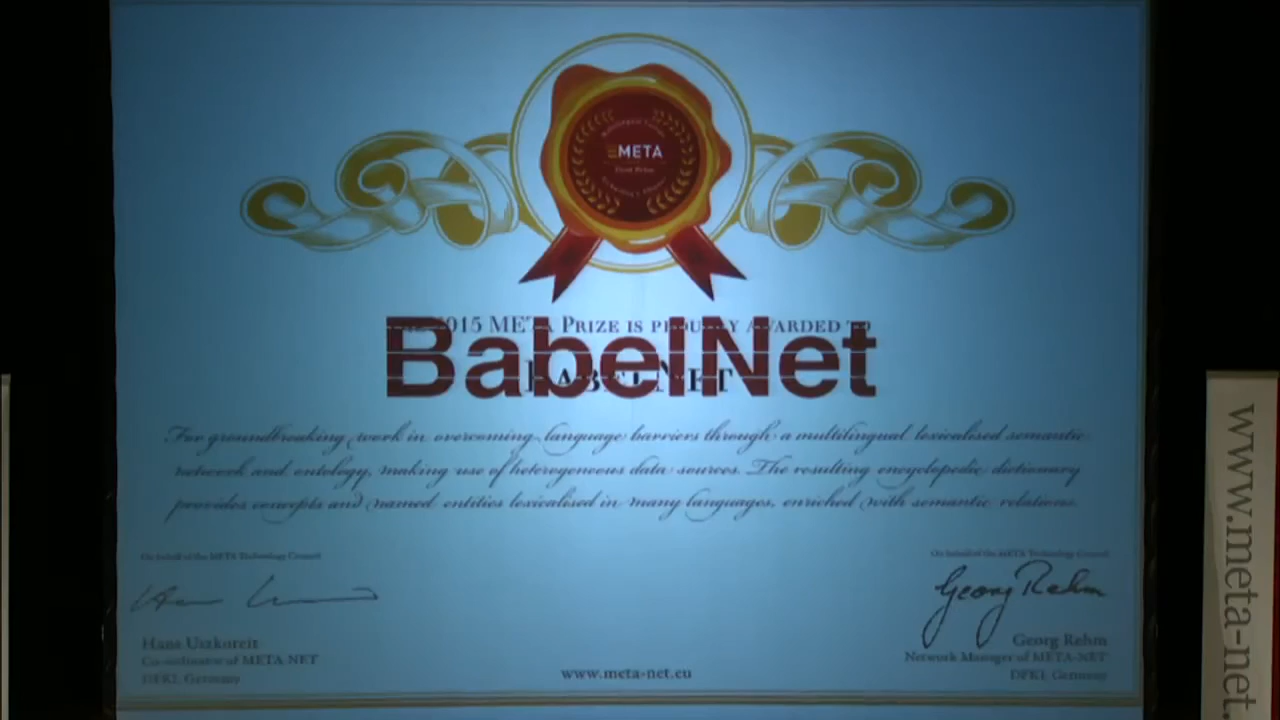 META
2015 META PRIZE IS PROUDLY AWARDED TO
BabelNet
BABELNET
For groundbreaking work in overcoming language barriers through a multilingual lexicalised semantic
network and ontology, making use of heterogeneous data sources. The resulting encyclopedic dictionary
provides concepts and named entities lexicalised in many languages, enriched with semantic relations.
On behalf of the META Technology Council
On behalf of the META Technology Council
Georg Rehm
Hans Uszkoreit
Georg Rehm
Co-ordinator of META-NET
Network Manager of META-NET
DFKI, Germany
www.meta-net.eu
DFKI, Germany
www.meta-net.